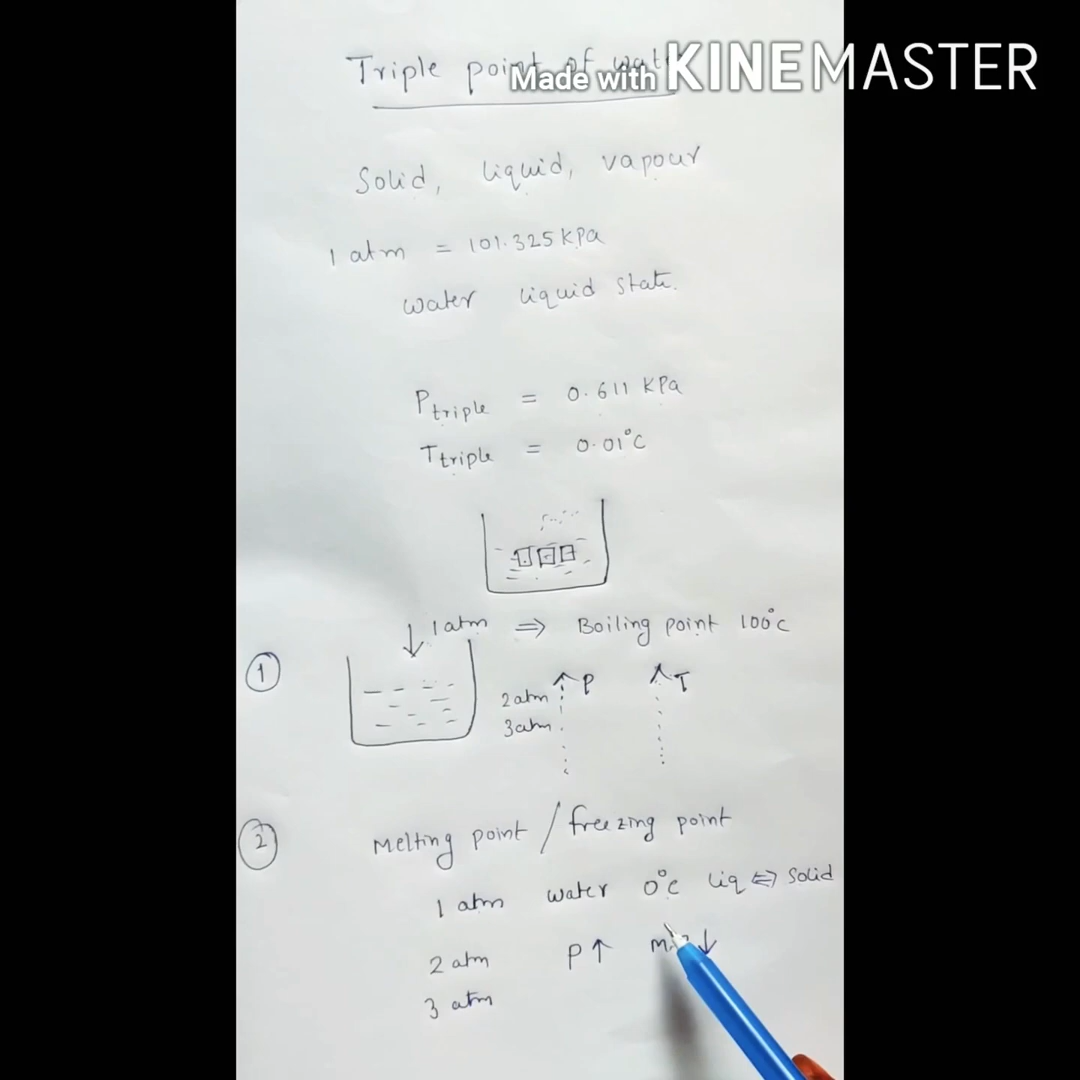 Triple point of wat
Made with KINEMASTER
Solid, liquid, vapour
1 atm = 101.325 KPa
water liquid state.
P triple = 0.611 KPa
T triple = 0.01°C
↓ 1 atm ⇒ Boiling point 100°C
①
2 atm ↑ P ↑ T
3 atm
② Melting point / freezing point
1 atm water 0°C liq ⇔ Solid
2 atm P↑ ↓
3 atm